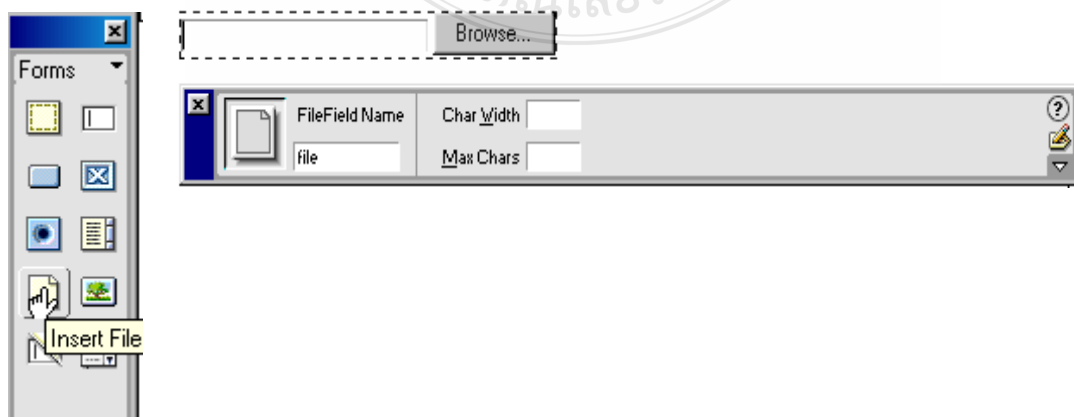 Browse...
Forms
FileField Name
Char Width
file
Max Chars
Insert File